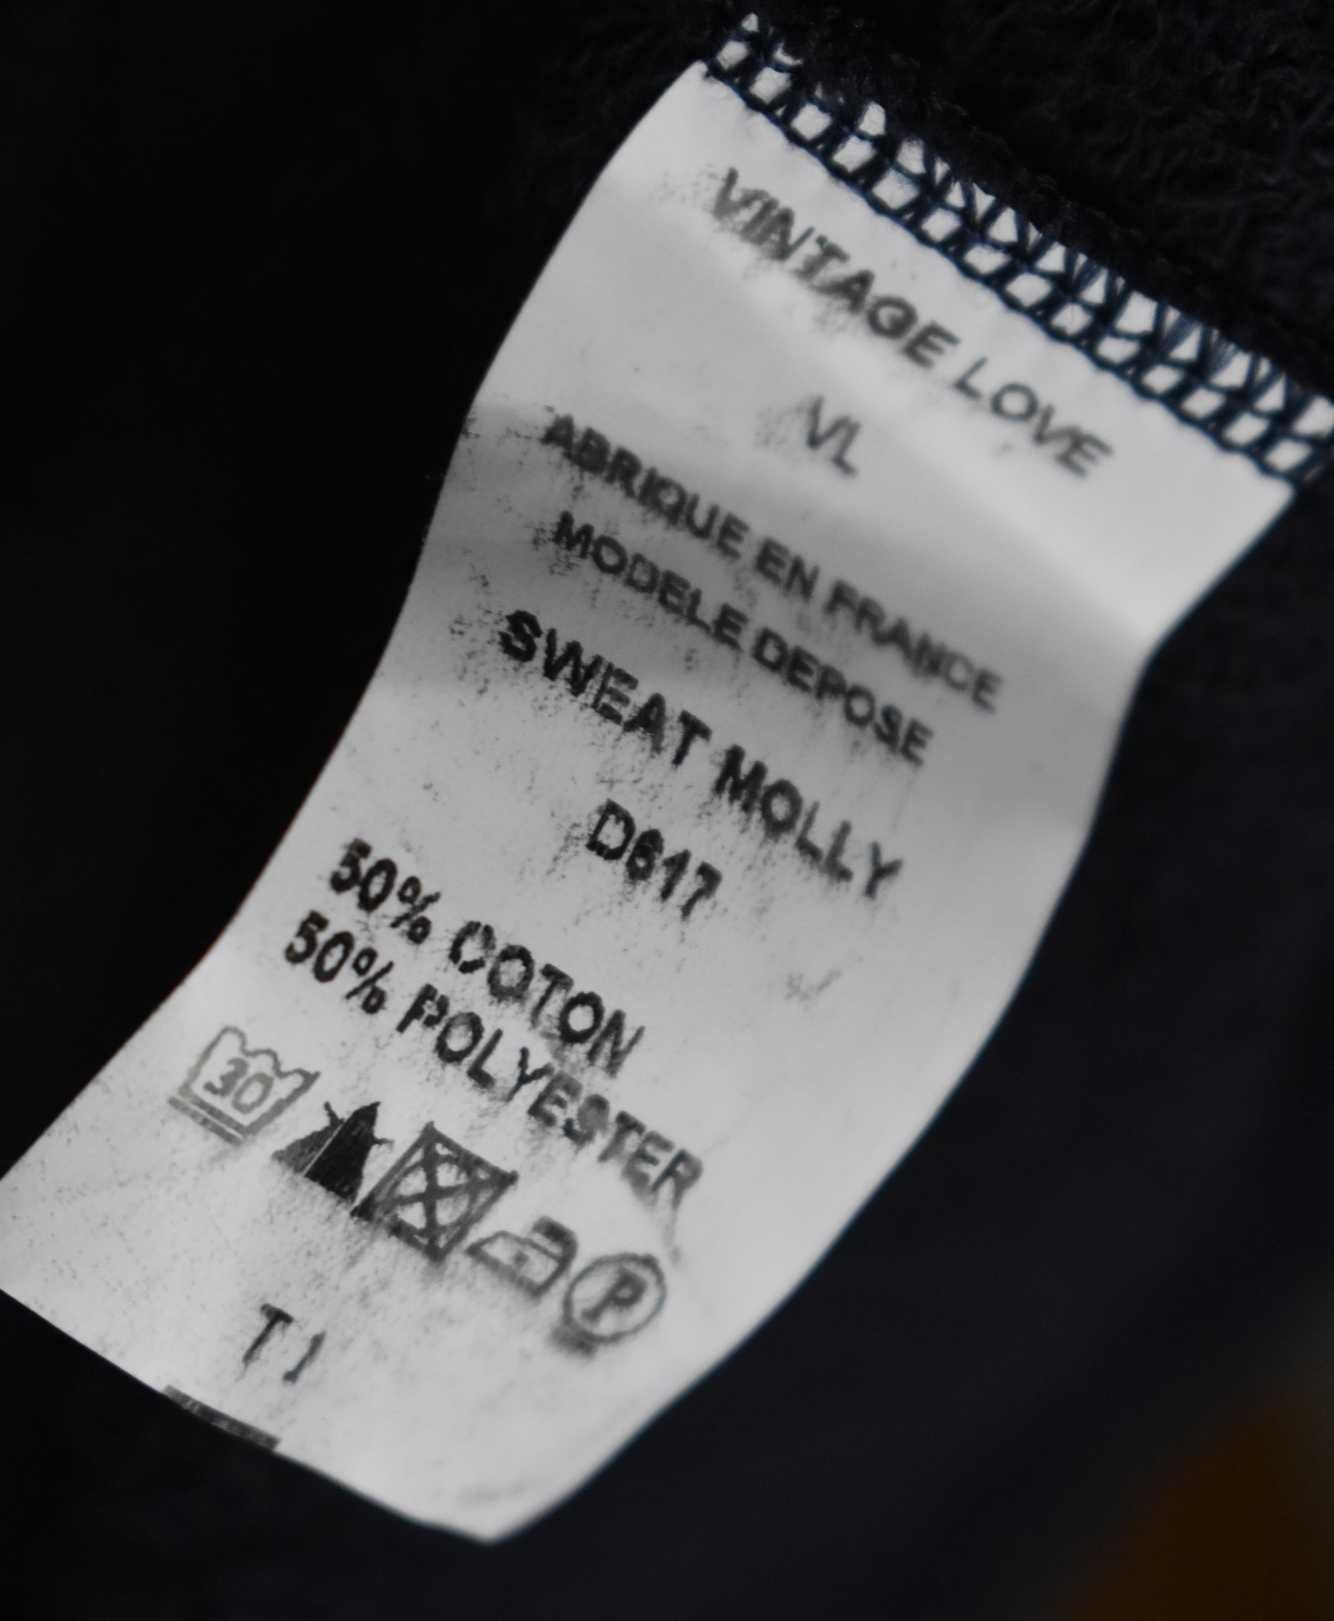 VINTAGE LOVE
VL
ABRIQUE EN FRANCE
MODELE DEPOSE
SWEAT MOLLY
D617
50% COTON
50% POLYESTER
30
P
T1